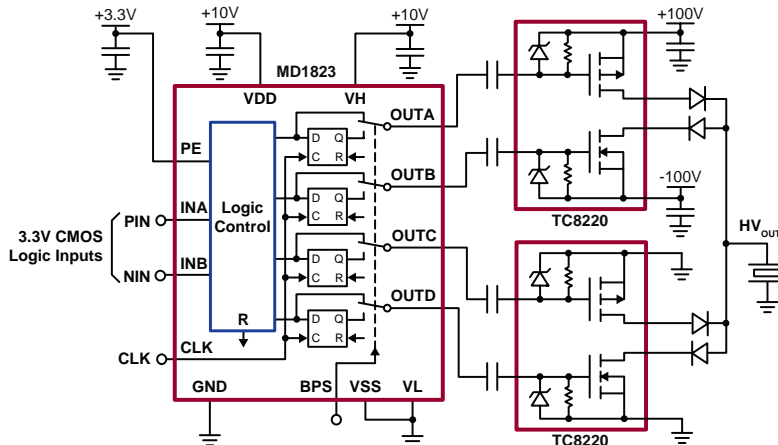 +3.3V
+10V
+10V
+100V
MD1823
VDD
VH
OUTA
PE
D Q
C R
OUTB
-100V
TC8220
PIN
INA
3.3V CMOS
Logic Inputs
NIN
INB
Logic
Control
D Q
C R
OUTC
HVOUT
D Q
C R
OUTD
R
D Q
C R
CLK
CLK
GND
BPS
VSS
VL
TC8220